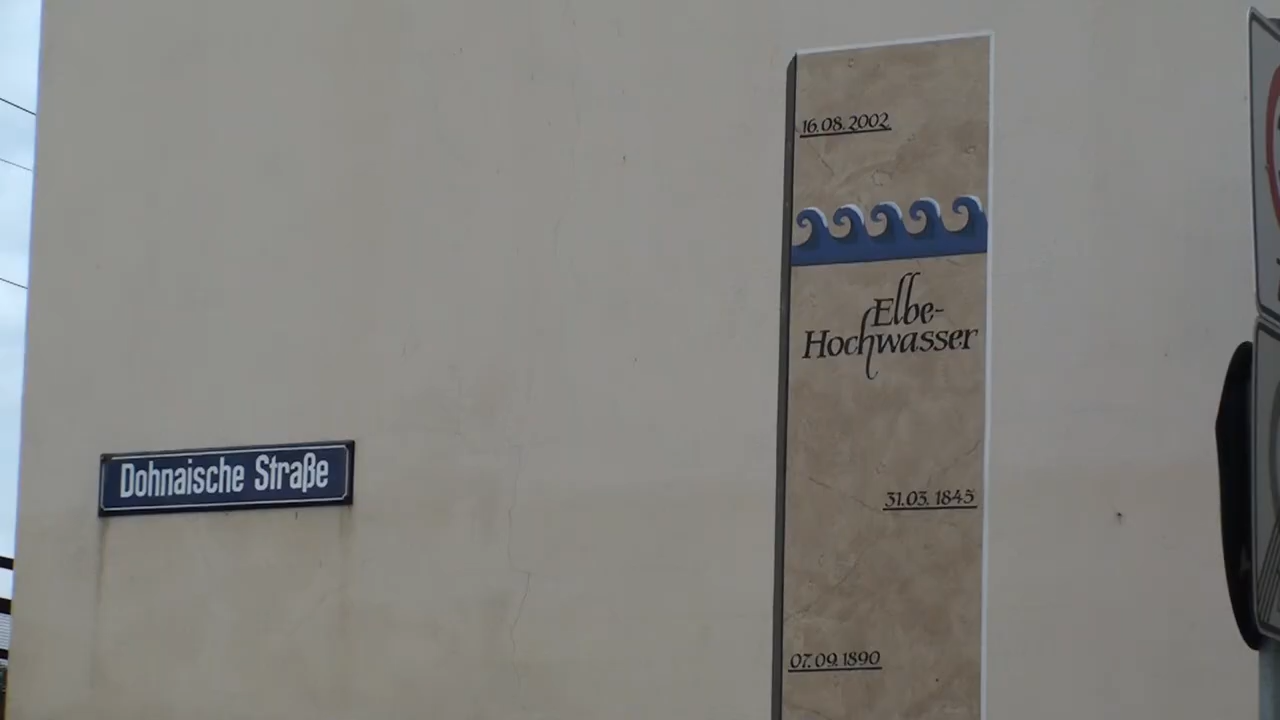 16.08.2002
Elbe-
Hochwasser
Dohnaische Straße
31.03.1845
07.09.1890